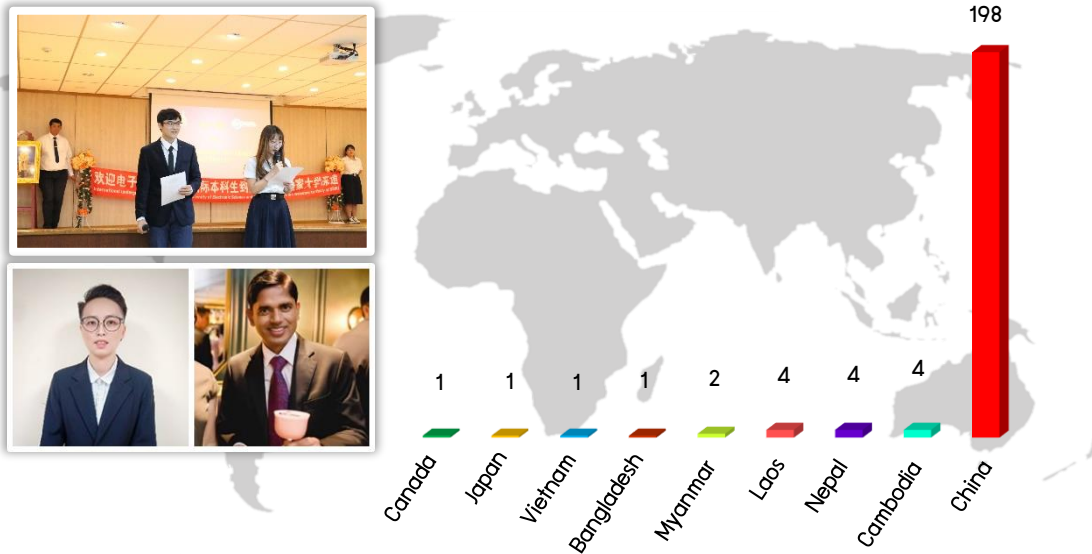 198
1
1
1
1
2
4
4
4
Canada
Japan
Vietnam
Bangladesh
Myanmar
Laos
Nepal
Cambodia
China
欢迎电子
际本科生